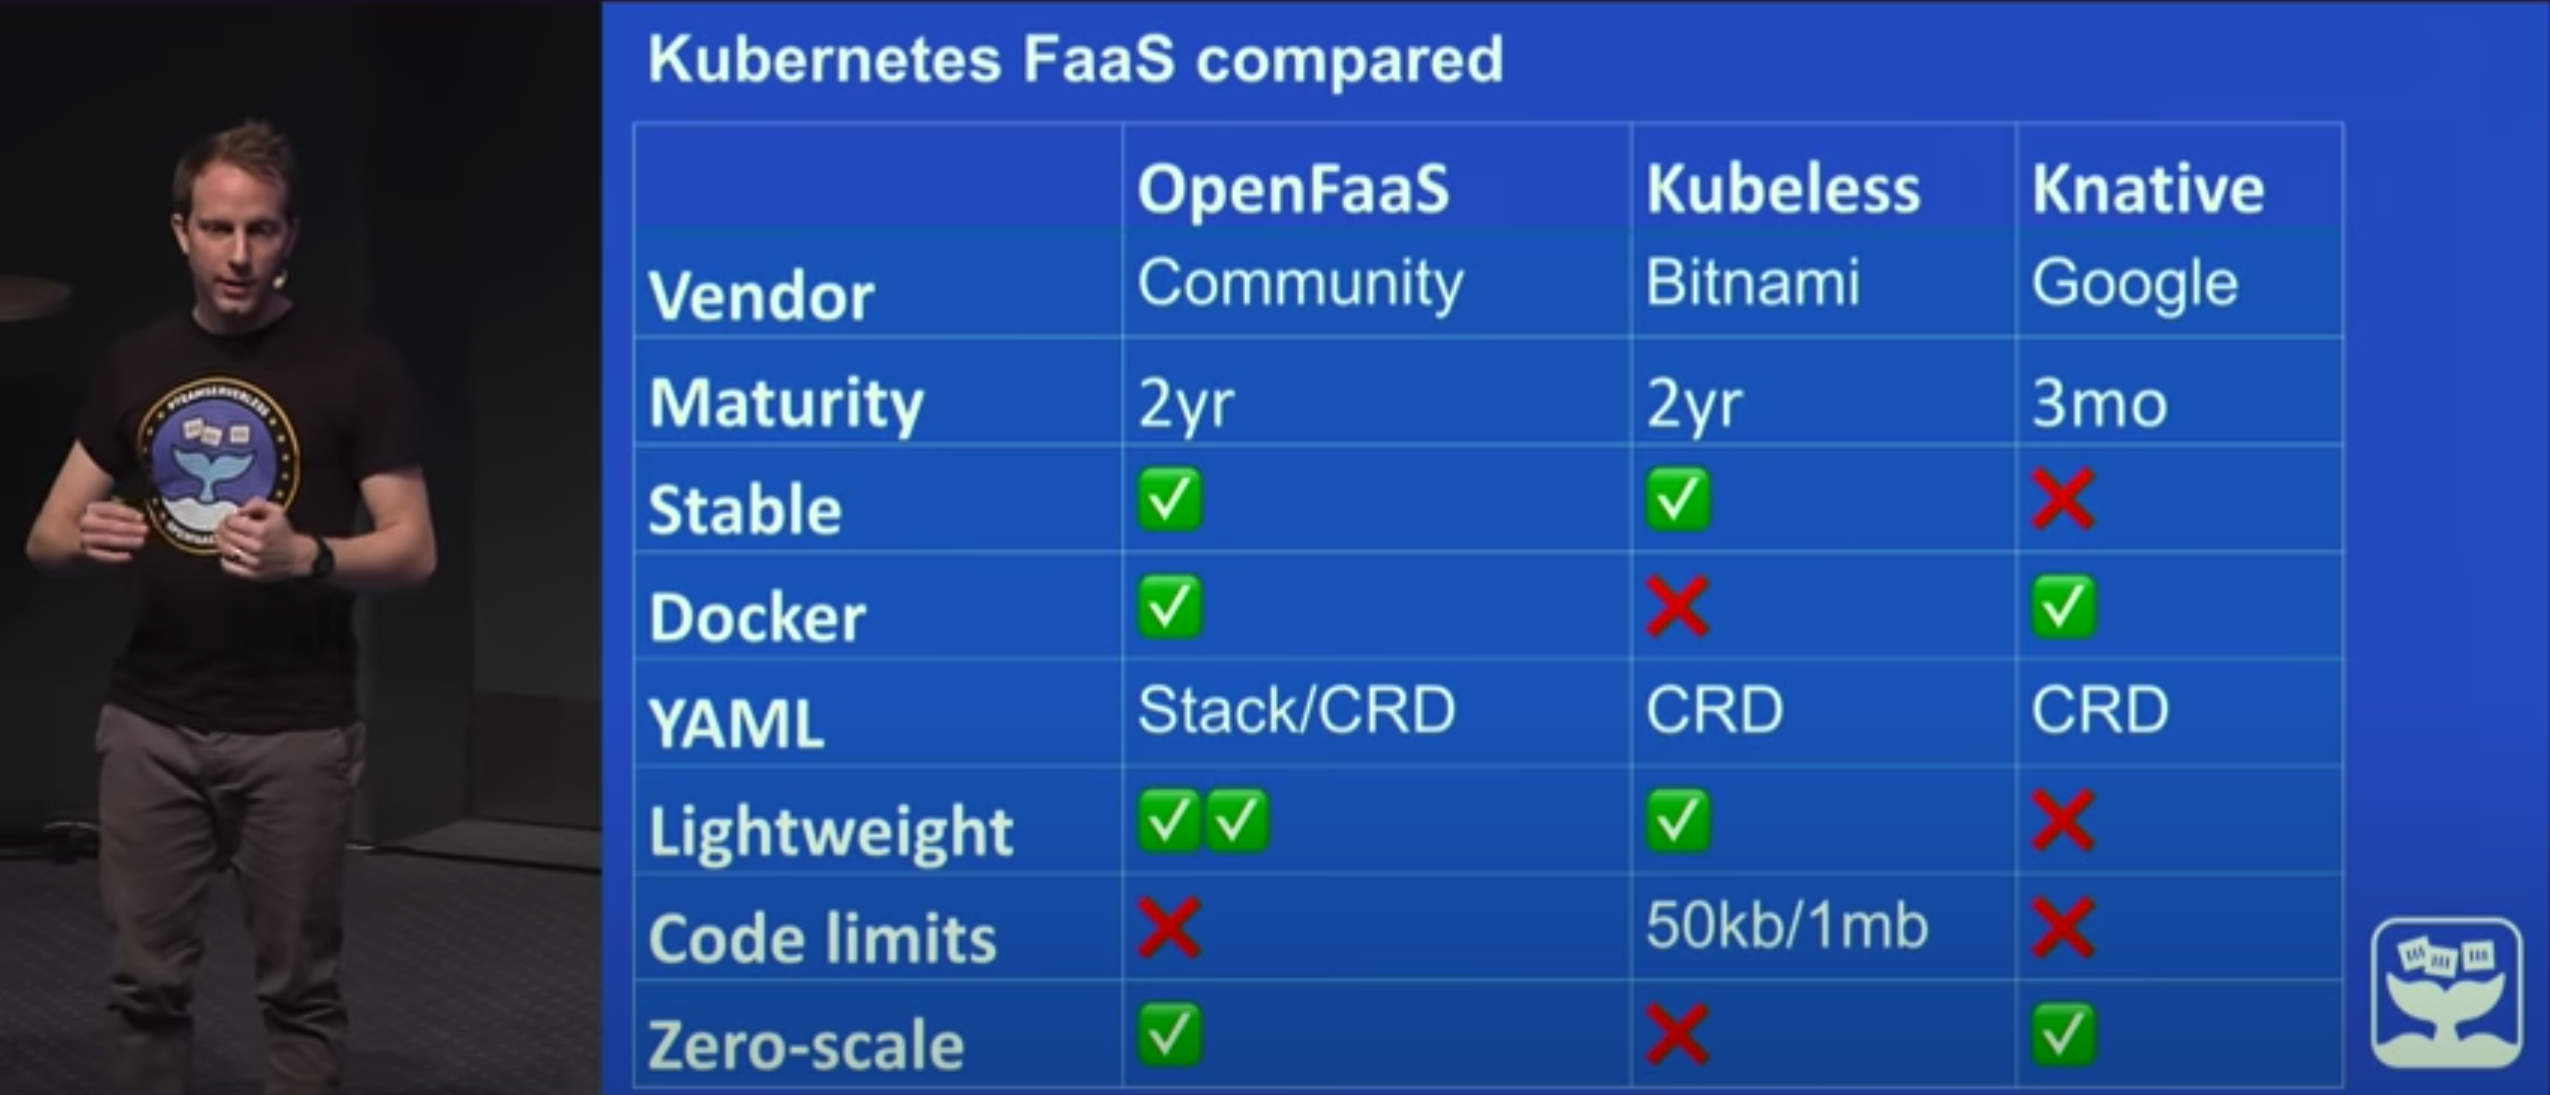 Kubernetes FaaS compared
OpenFaaS Kubeless Knative
Vendor Community Bitnami Google
Maturity 2yr 2yr 3mo
Stable ✅ ✅ ❌
Docker ✅ ❌ ✅
YAML Stack/CRD CRD CRD
Lightweight ✅✅ ✅ ❌
Code limits ❌ 50kb/1mb ❌
Zero-scale ✅ ❌ ✅
#TEAMSERVERLESS